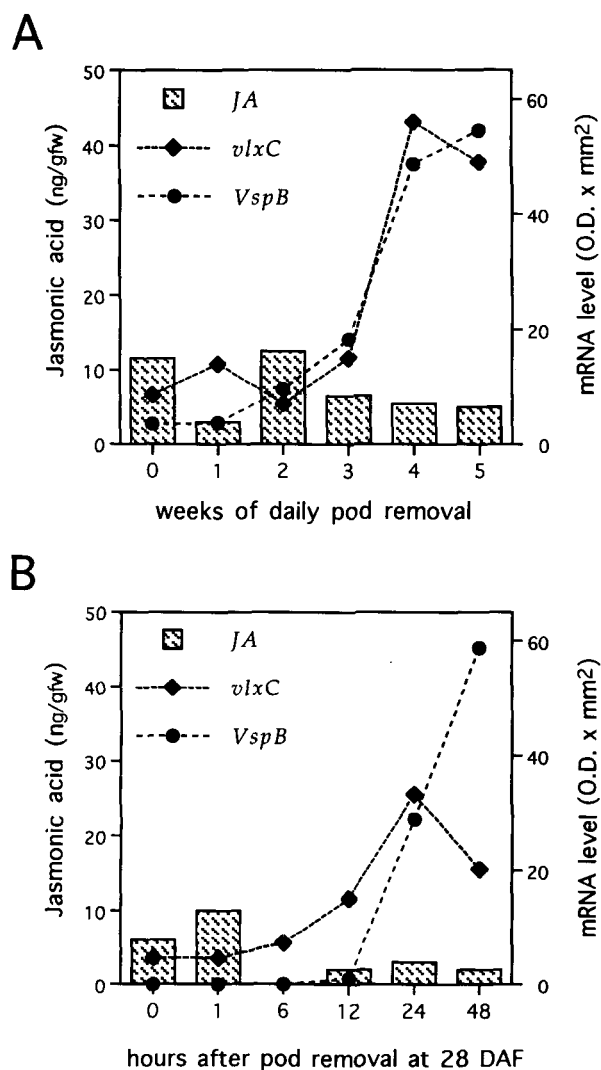 A
Jasmonic acid (ng/gfw)
50
40
30
20
10
0
JA
vlxC
VspB
60
40
20
0
mRNA level (O.D. x mm2)
0 1 2 3 4 5
weeks of daily pod removal
B
Jasmonic acid (ng/gfw)
50
40
30
20
10
0
JA
vlxC
VspB
60
40
20
0
mRNA level (O.D. x mm2)
0 1 6 12 24 48
hours after pod removal at 28 DAF